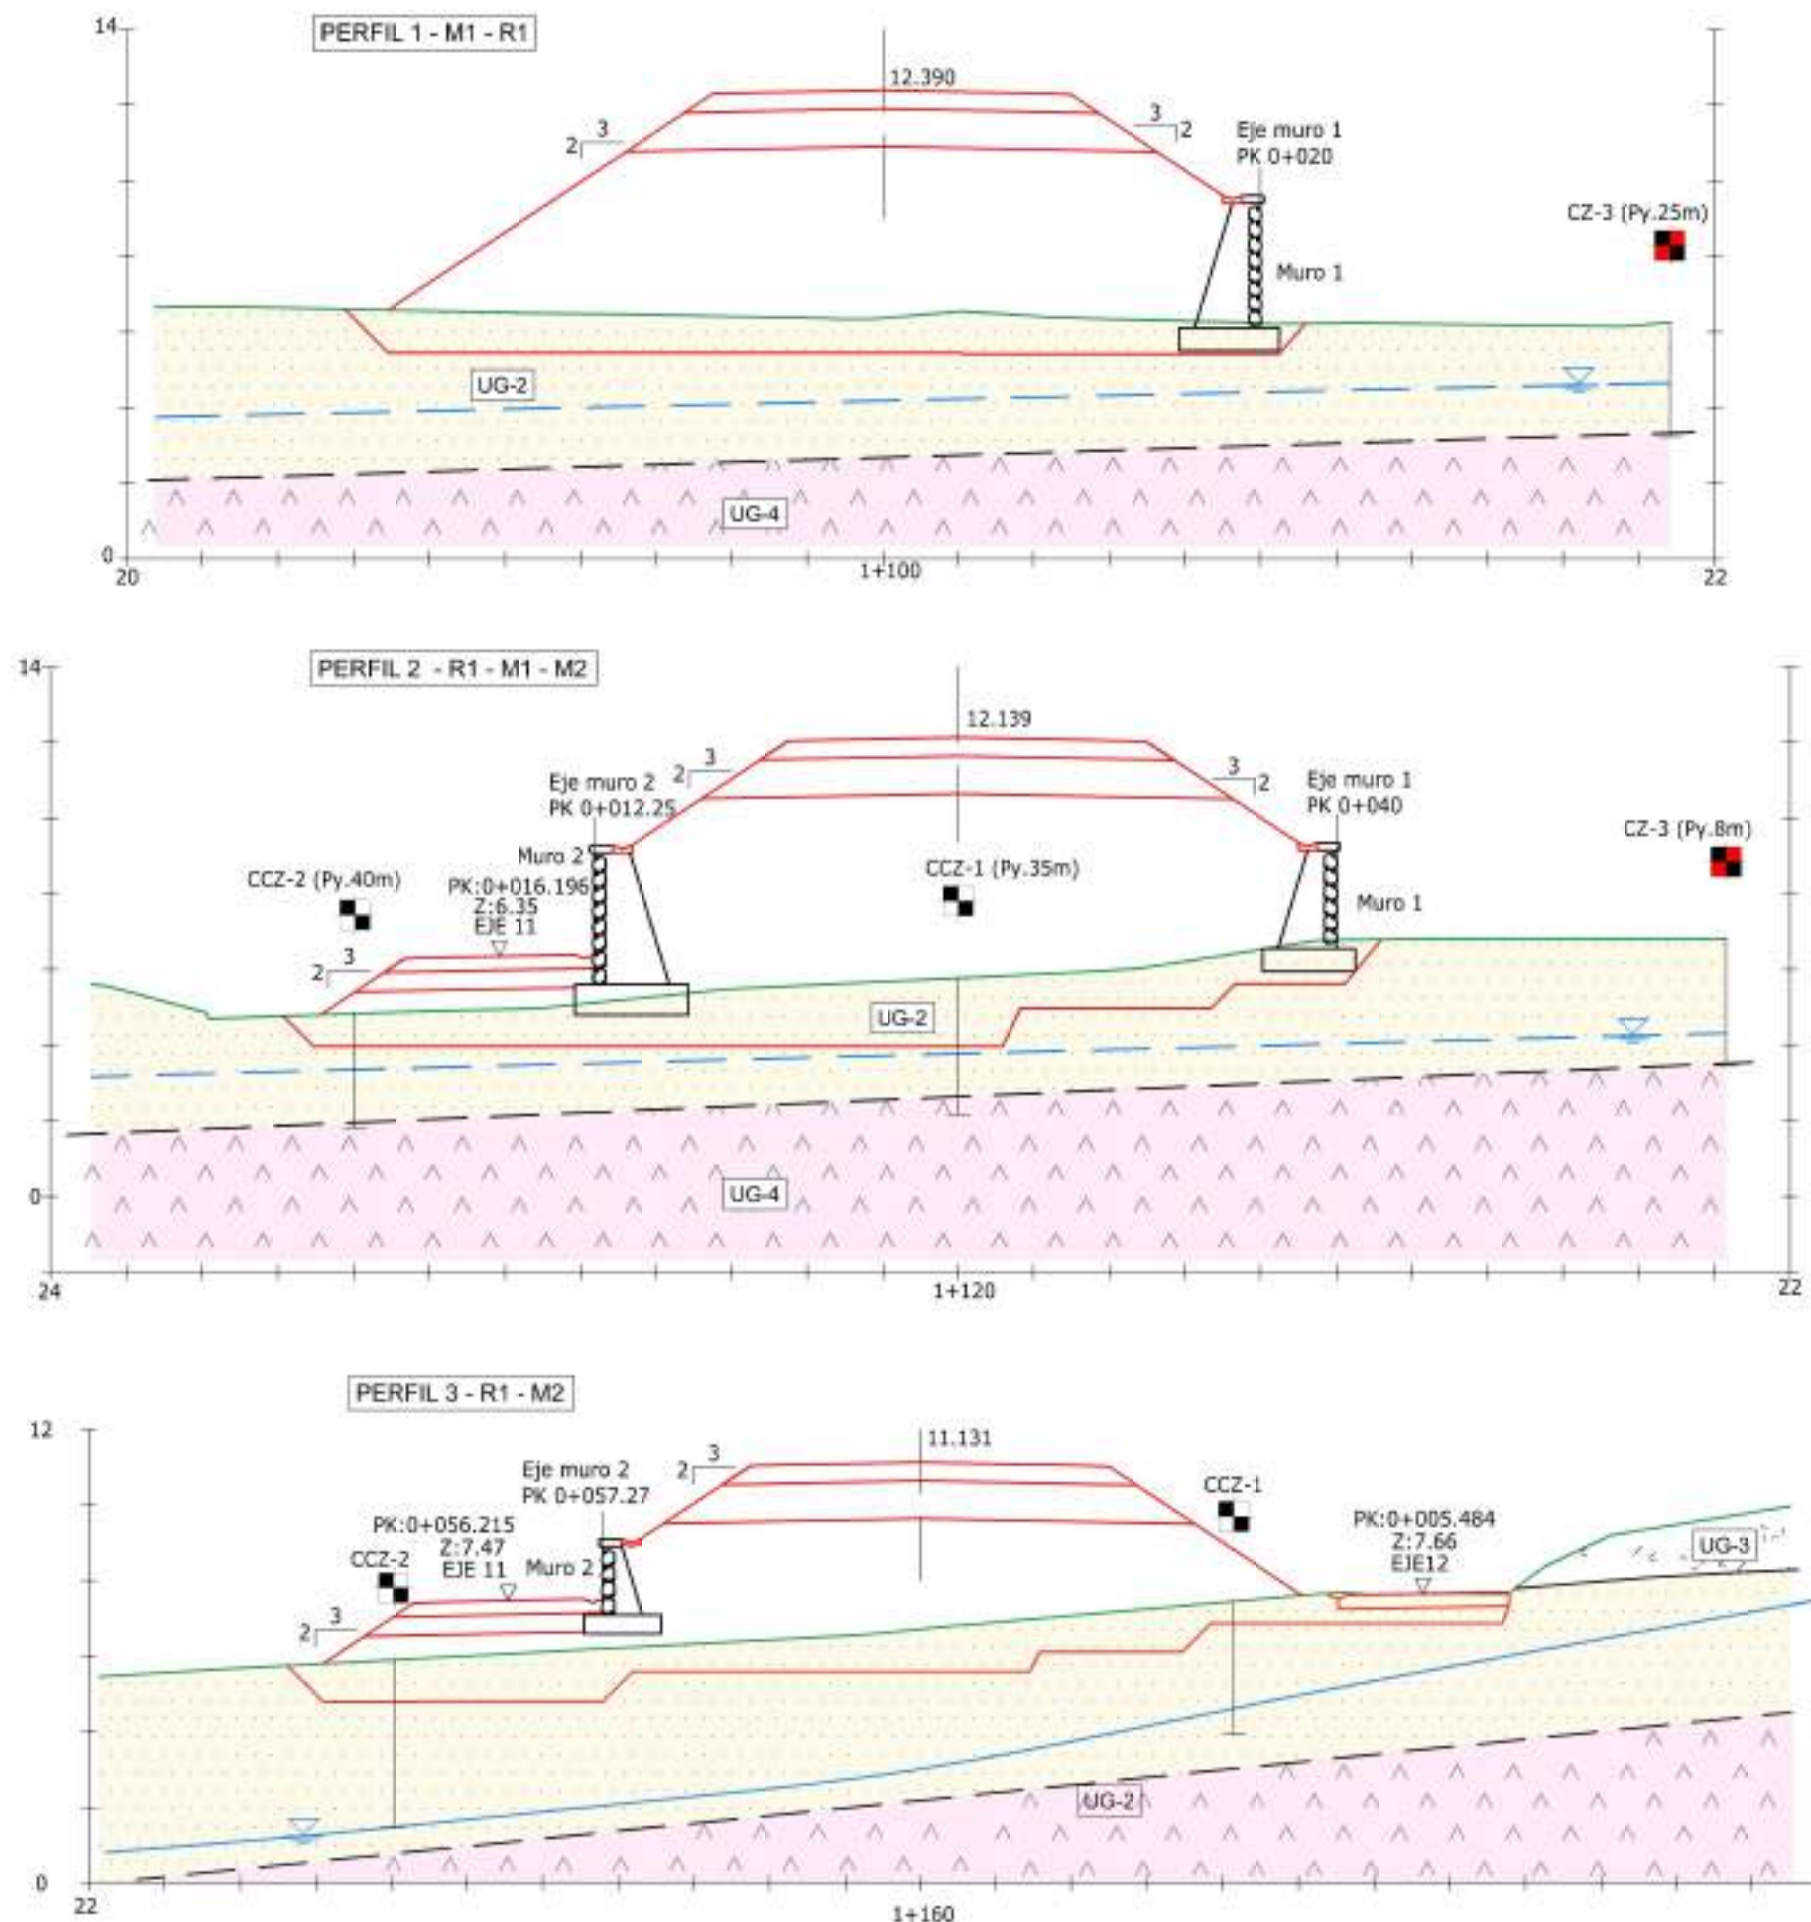 14
PERFIL 1 - M1 - R1
12.390
3
2
3
2
Eje muro 1
PK 0+020
CZ-3 (Py.25m)
Muro 1
UG-2
UG-4
0
20
1+100
22
14
PERFIL 2 - R1 - M1 - M2
12.139
3
2
3
2
Eje muro 2
PK 0+012.25
Eje muro 1
PK 0+040
CZ-3 (Py.8m)
Muro 2
CCZ-2 (Py.40m)
CCZ-1 (Py.35m)
PK:0+016.196
Z:6.35
EJE 11
Muro 1
3
2
UG-2
UG-4
0
24
1+120
22
PERFIL 3 - R1 - M2
12
11.131
3
2
Eje muro 2
PK 0+057.27
CCZ-1
PK:0+056.215
Z:7.47
EJE 11
CCZ-2
Muro 2
PK:0+005.484
Z:7.66
EJE12
UG-3
3
2
UG-2
0
22
1+160